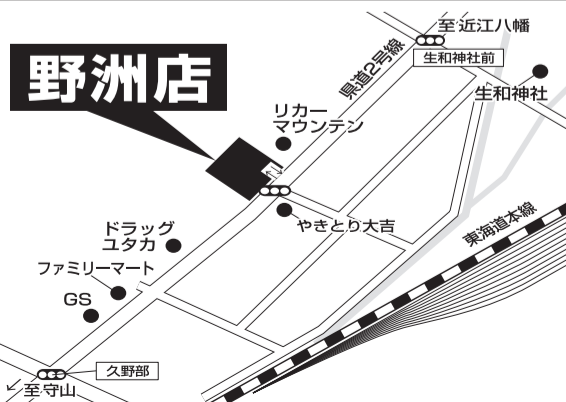 至近江八幡
生和神社前
県道2号線
野洲店
生和神社
リカー
マウンテン
やきとり大吉
東海道本線
ドラッグ
ユタカ
ファミリーマート
GS
久野部
至守山